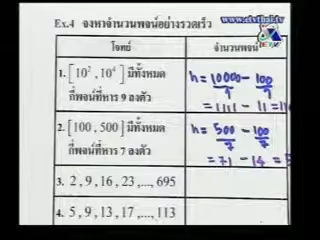 www.etvthai.tv
ETV
Ex.4 จงหาจำนวนพจน์อย่างรวดเร็ว
โจทย์
จำนวนพจน์
1. [10², 10⁴] มีทั้งหมด
กี่พจน์ที่หาร 9 ลงตัว
n = 10000/9 - 100/9
= 1111 - 11 = 11
2. [100, 500] มีทั้งหมด
กี่พจน์ที่หาร 7 ลงตัว
n = 500/7 - 100/7
= 71 - 14 = 5
3. 2, 9, 16, 23, ..., 695
4. 5, 9, 13, 17, ..., 113